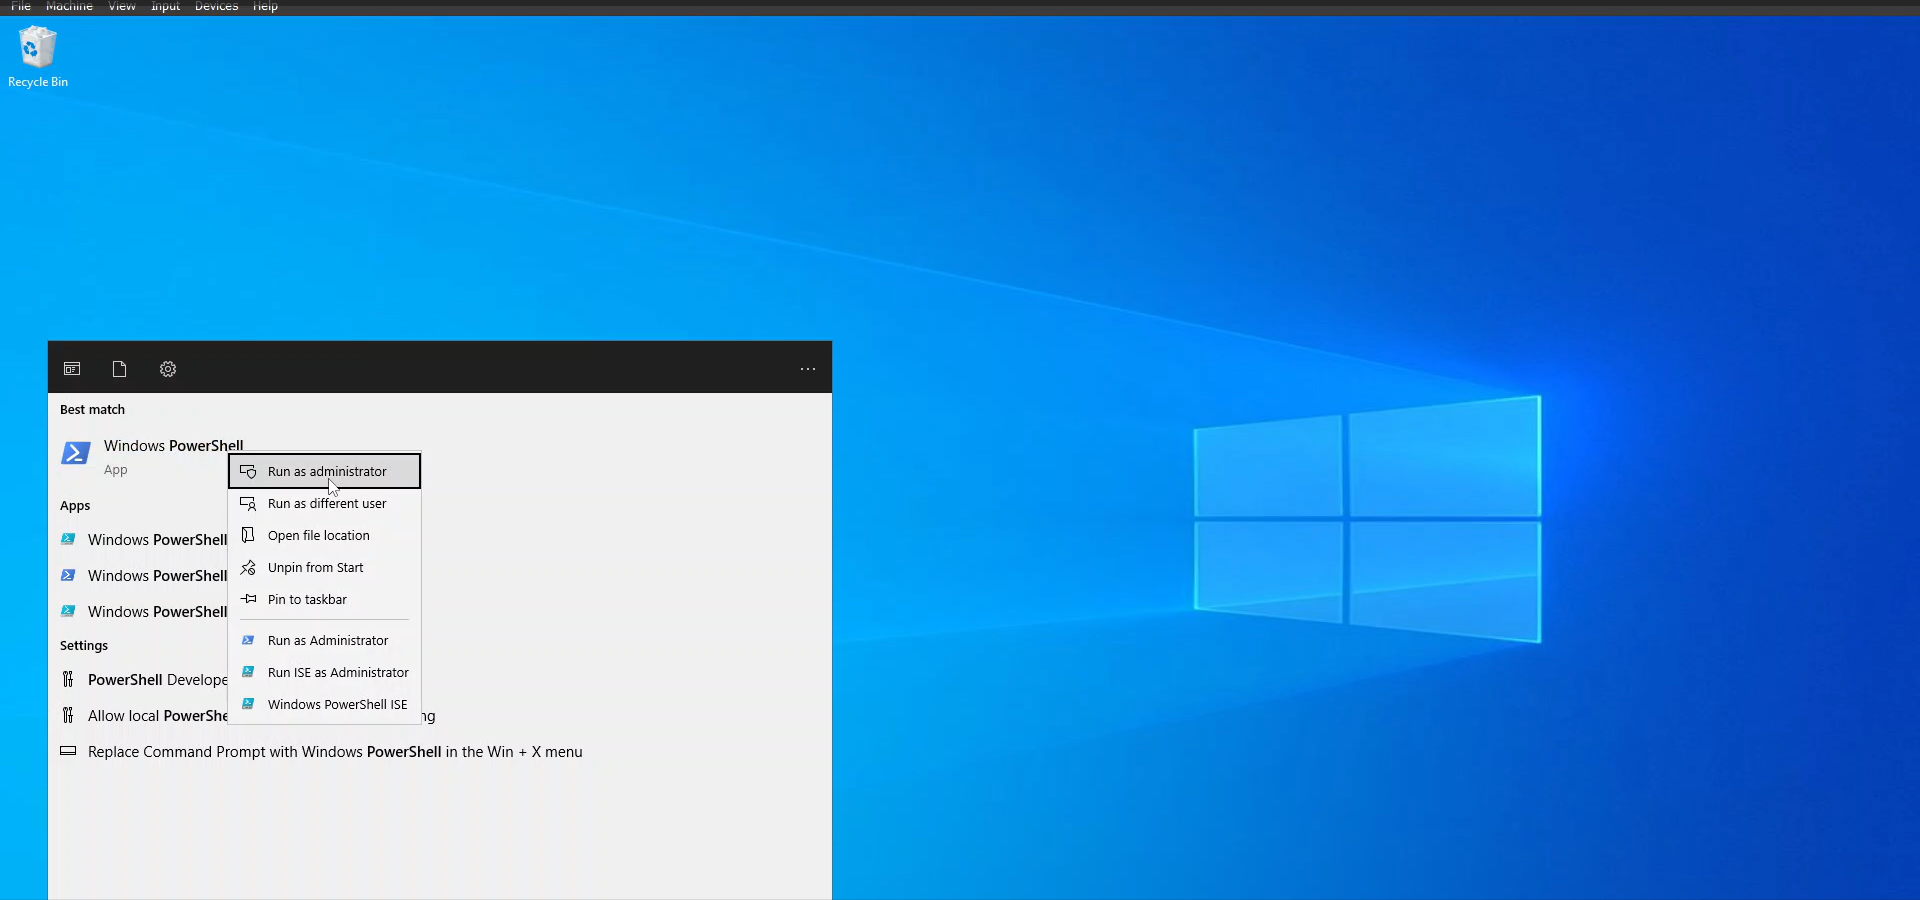 File Machine View Input Devices Help
Recycle Bin
Best match
Windows PowerShell
App
Run as administrator
Run as different user
Open file location
Unpin from Start
Pin to taskbar
Run as Administrator
Run ISE as Administrator
Windows PowerShell ISE
Apps
Windows PowerShell
Windows PowerShell
Windows PowerShell
Settings
PowerShell Develope
Allow local PowerShe ng
Replace Command Prompt with Windows PowerShell in the Win + X menu